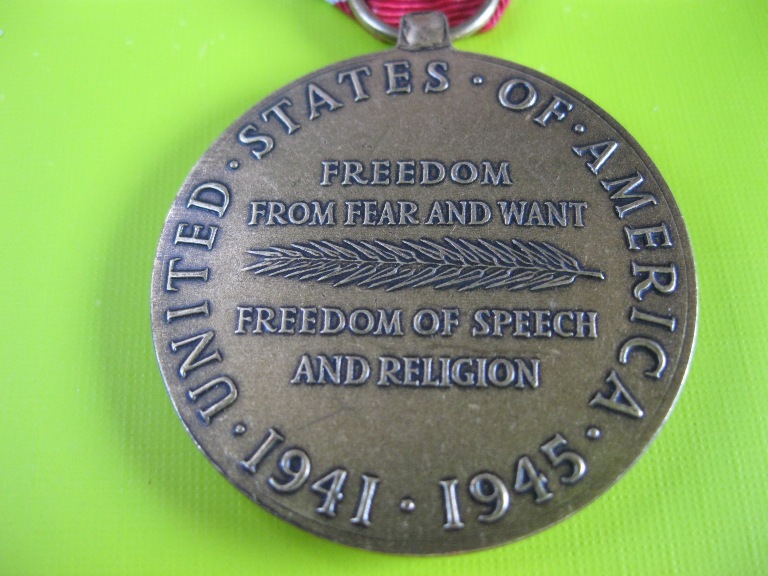 UNITED · STATES · OF · AMERICA ·
FREEDOM
FROM FEAR AND WANT
FREEDOM OF SPEECH
AND RELIGION
· 1941 · 1945 ·